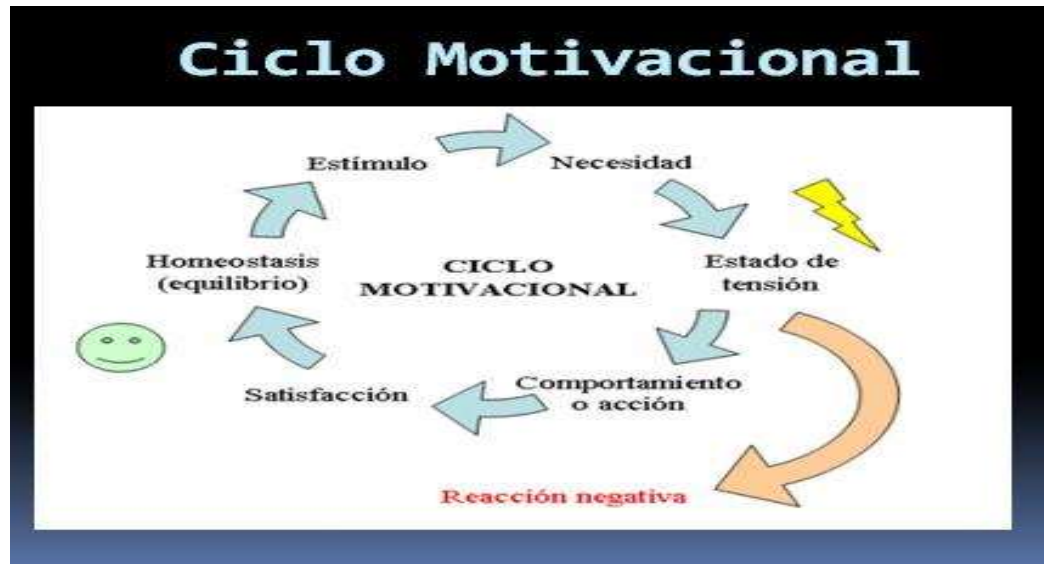 Ciclo Motivacional
Estímulo
Necesidad
Estado de
tensión
Comportamiento
o acción
Satisfacción
Homeostasis
(equilibrio)
CICLO
MOTIVACIONAL
Reacción negativa